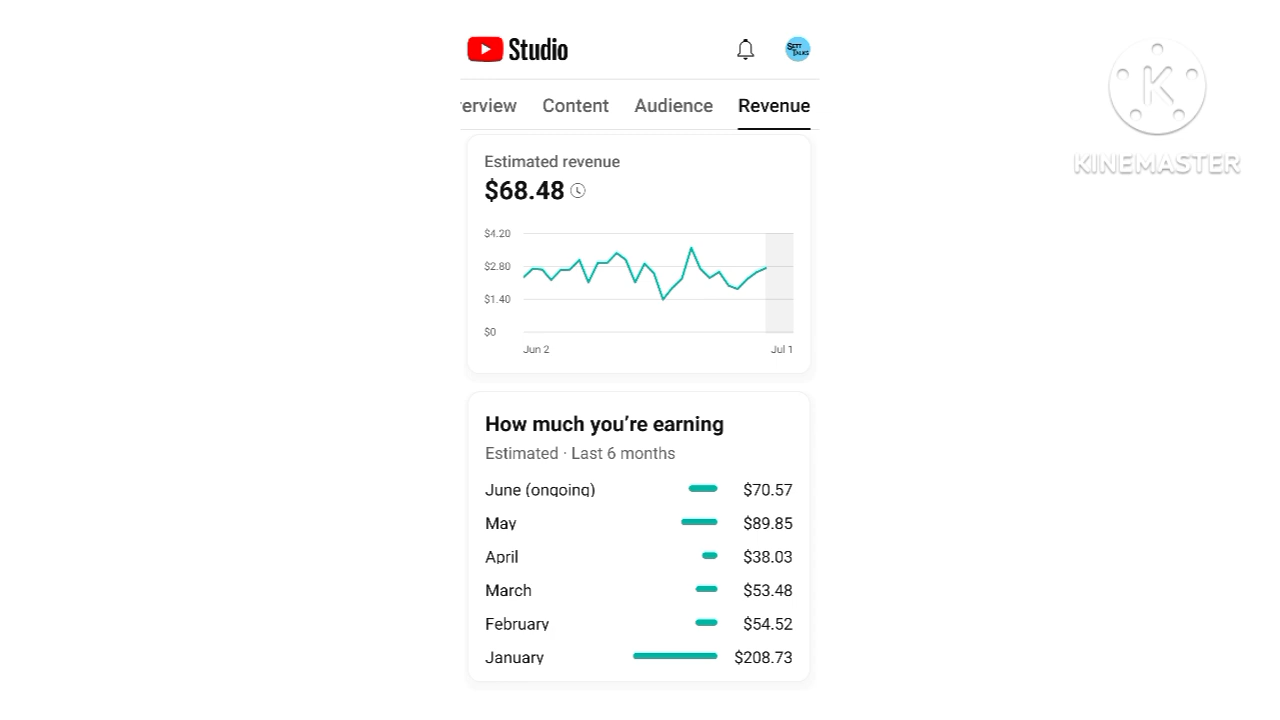 Studio
SETT
TALKS
erview Content Audience Revenue
Estimated revenue
$68.48
$4.20
$2.80
$1.40
$0
Jun 2 Jul 1
How much you’re earning
Estimated · Last 6 months
June (ongoing) $70.57
May $89.85
April $38.03
March $53.48
February $54.52
January $208.73
K
KINEMASTER